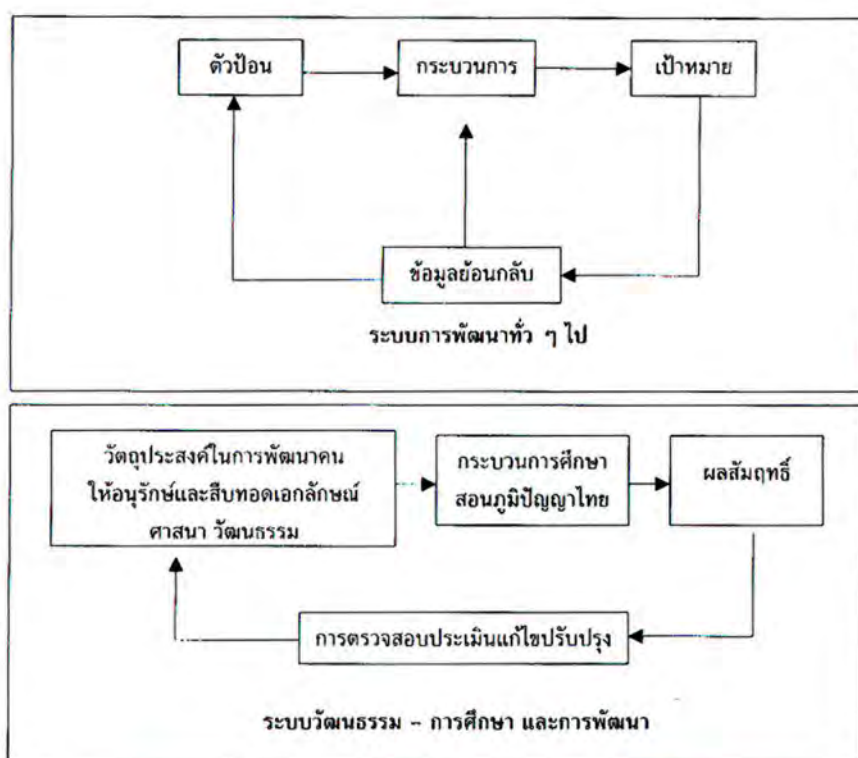 ตัวป้อน
กระบวนการ
เป้าหมาย
ข้อมูลย้อนกลับ
ระบบการพัฒนาทั่ว ๆ ไป
วัตถุประสงค์ในการพัฒนาคน
ให้อนุรักษ์และสืบทอดเอกลักษณ์
ศาสนา วัฒนธรรม
กระบวนการศึกษา
สอนภูมิปัญญาไทย
ผลสัมฤทธิ์
การตรวจสอบประเมินแก้ไขปรับปรุง
ระบบวัฒนธรรม – การศึกษา และการพัฒนา